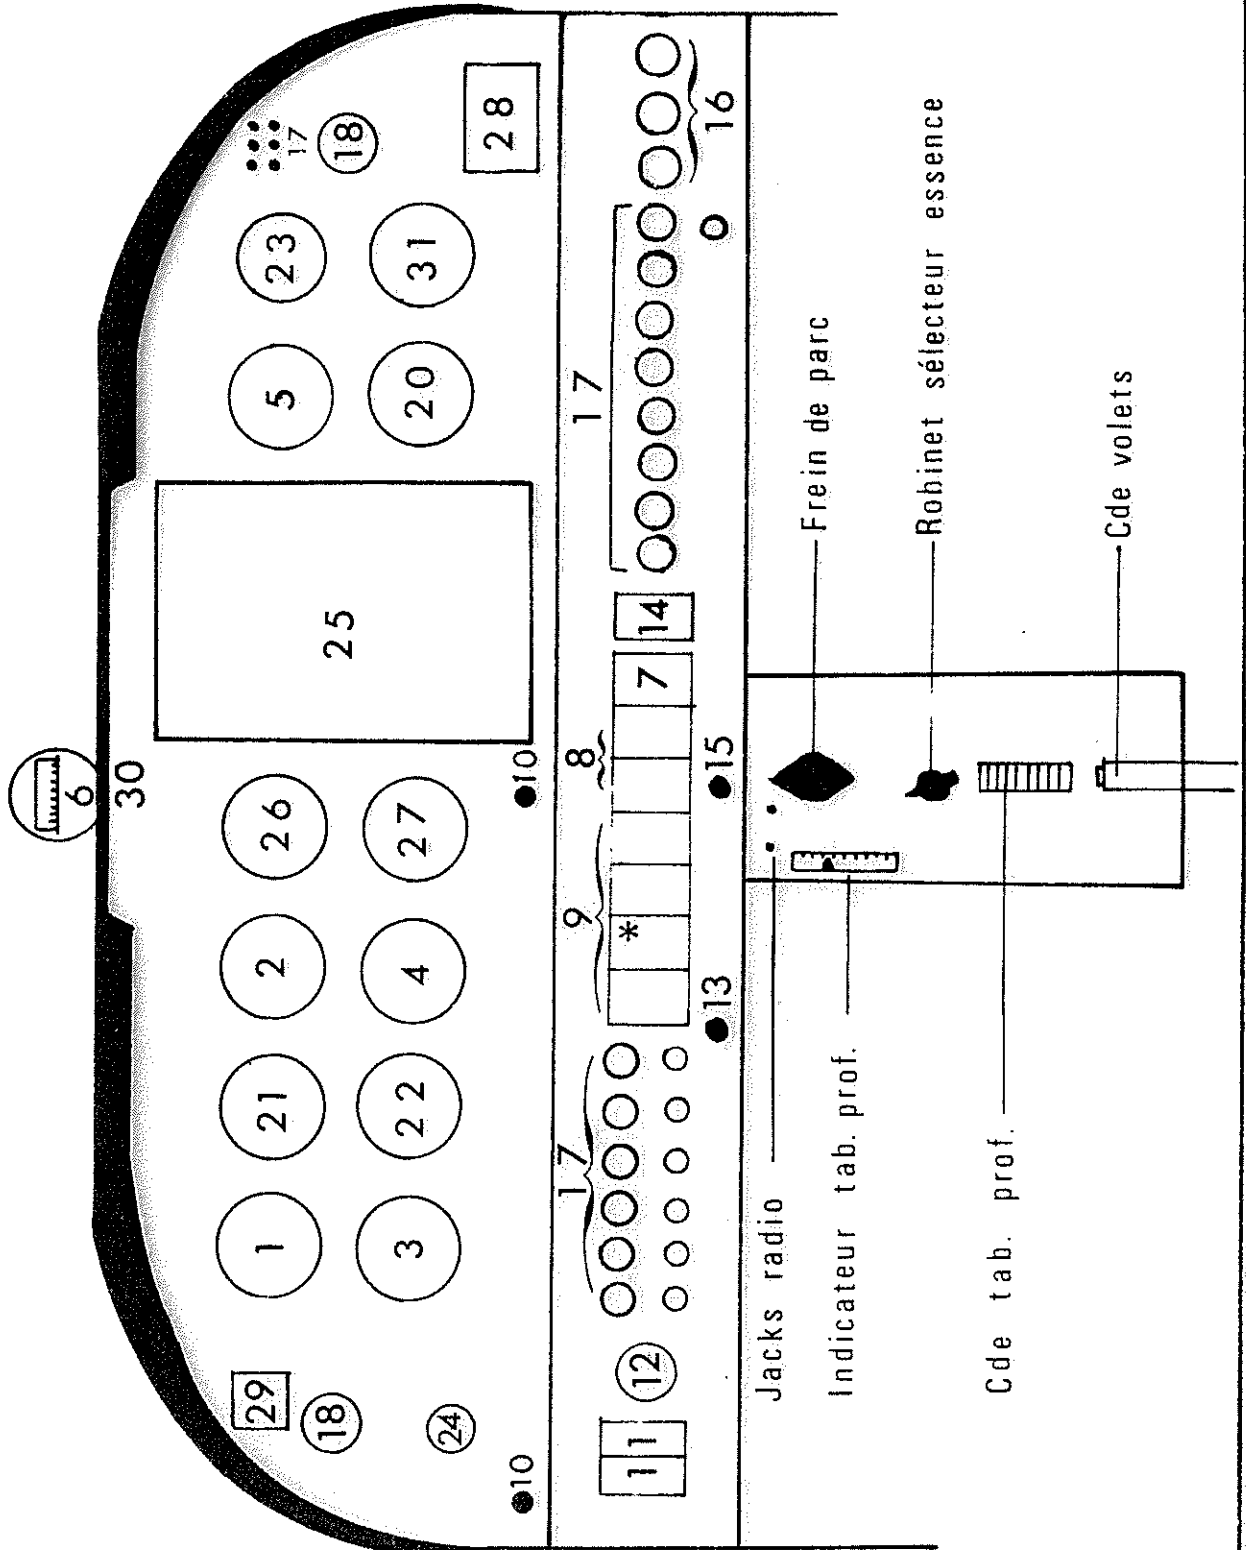 6
30
29 1 21 2 26 5 23
17
18 25 18
3 22 4 27 20 31
24
28
10 10
17 9 8 17
11 12 * 7 14
13 15 16
Jacks radio
Frein de parc
Indicateur tab. prof.
Robinet sélecteur essence
Cde tab. prof.
Cde volets